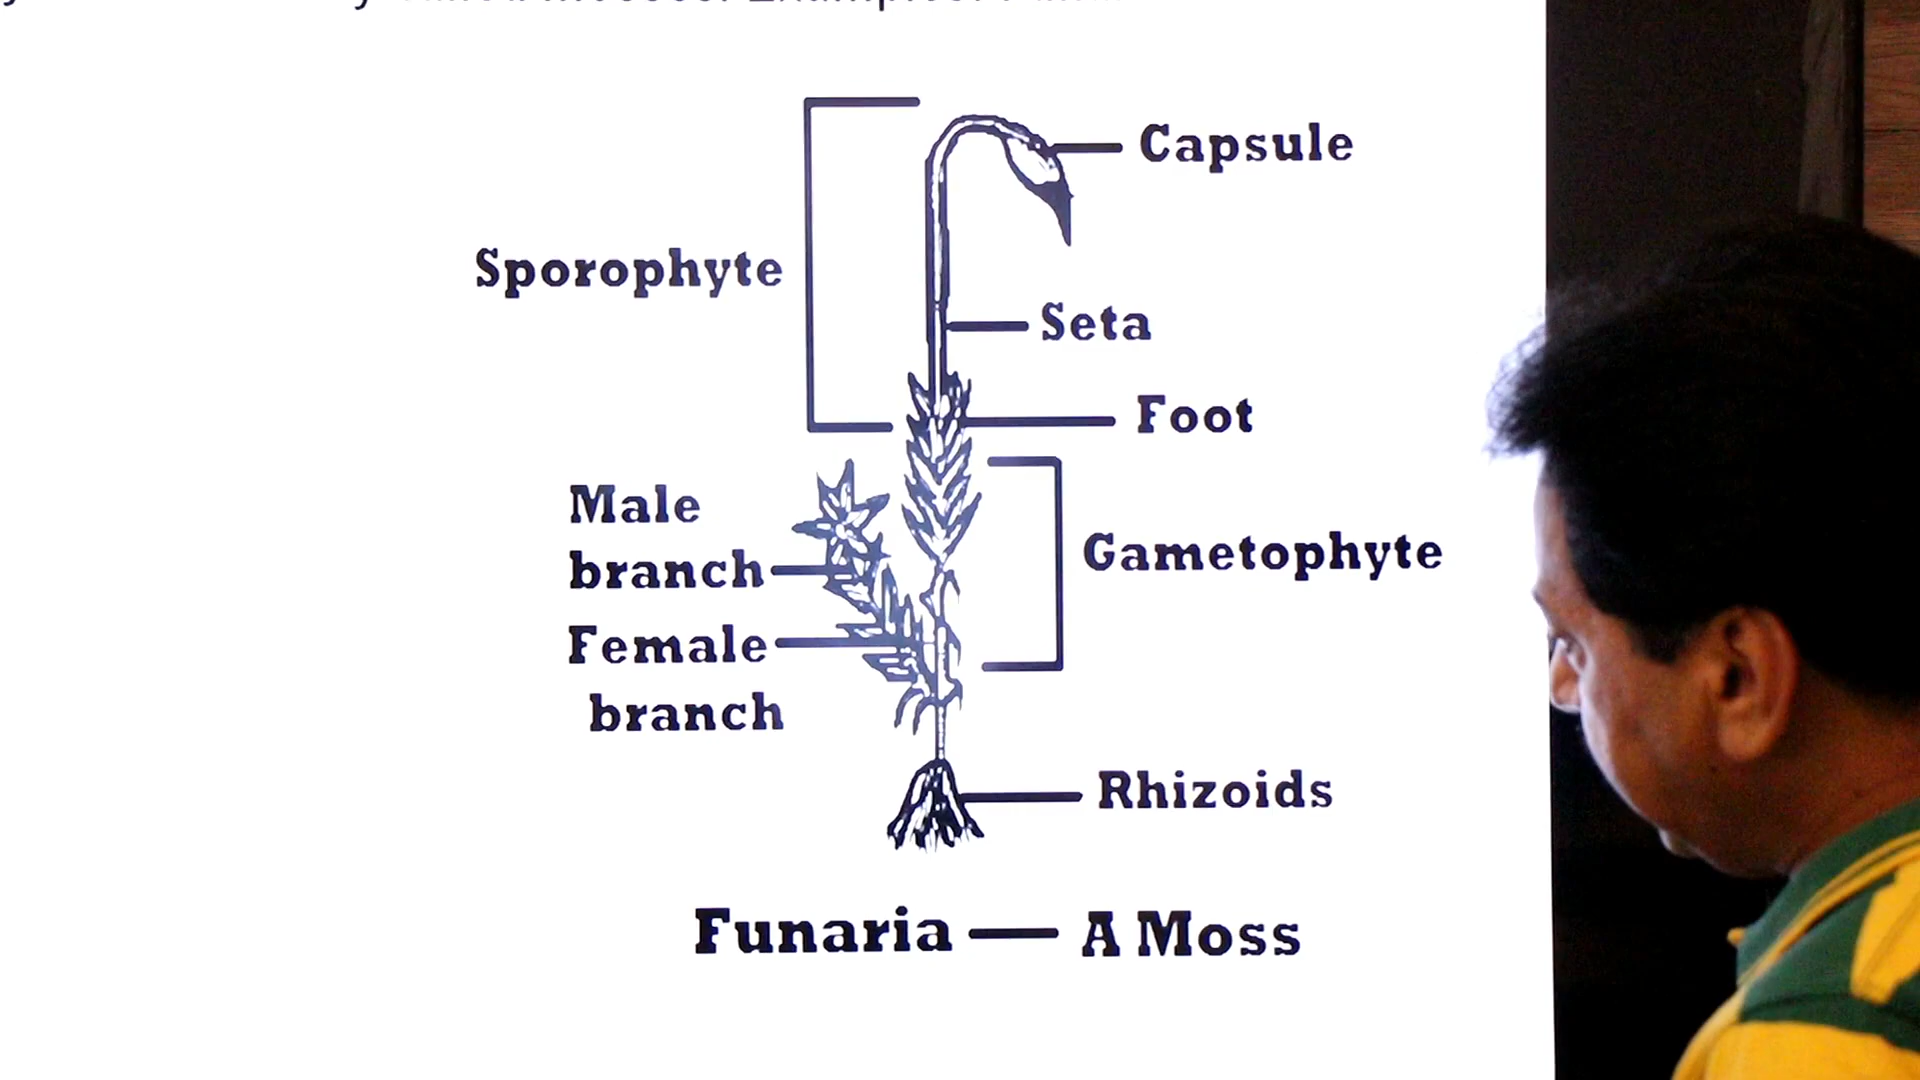 Capsule
Sporophyte
Seta
Foot
Male
branch
Gametophyte
Female
branch
Rhizoids
Funaria — A Moss